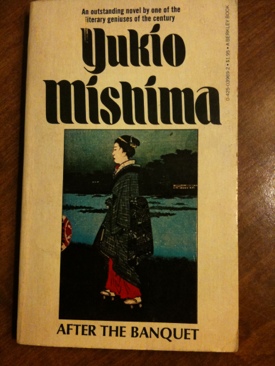 An outstanding novel by one of the
literary geniuses of the century
Yukio
Mishima
AFTER THE BANQUET